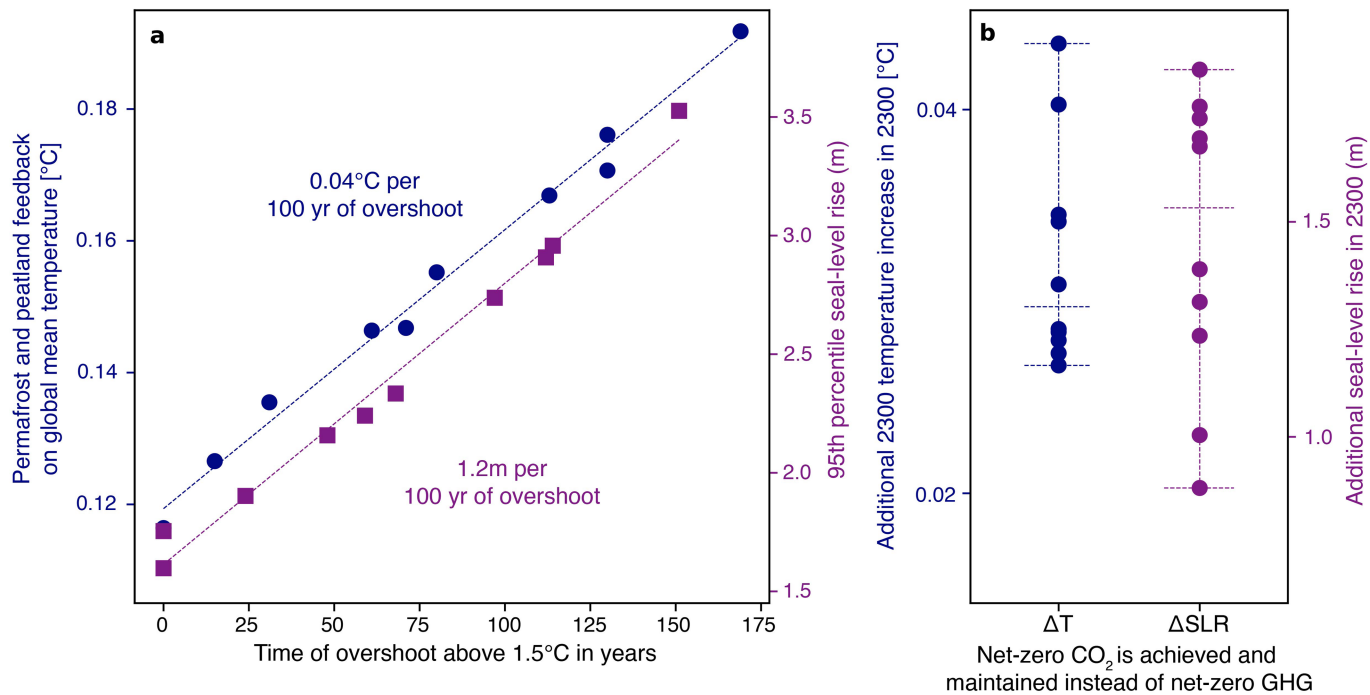 a
Permafrost and peatland feedback
on global mean temperature [°C]
0.18
0.16
0.14
0.12
0.04°C per
100 yr of overshoot
1.2m per
100 yr of overshoot
3.5
3.0
2.5
2.0
1.5
95th percentile seal-level rise (m)
0 25 50 75 100 125 150 175
Time of overshoot above 1.5°C in years
b
Additional 2300 temperature increase in 2300 [°C]
0.04
0.02
1.5
1.0
Additional seal-level rise in 2300 (m)
ΔT ΔSLR
Net-zero CO₂ is achieved and
maintained instead of net-zero GHG